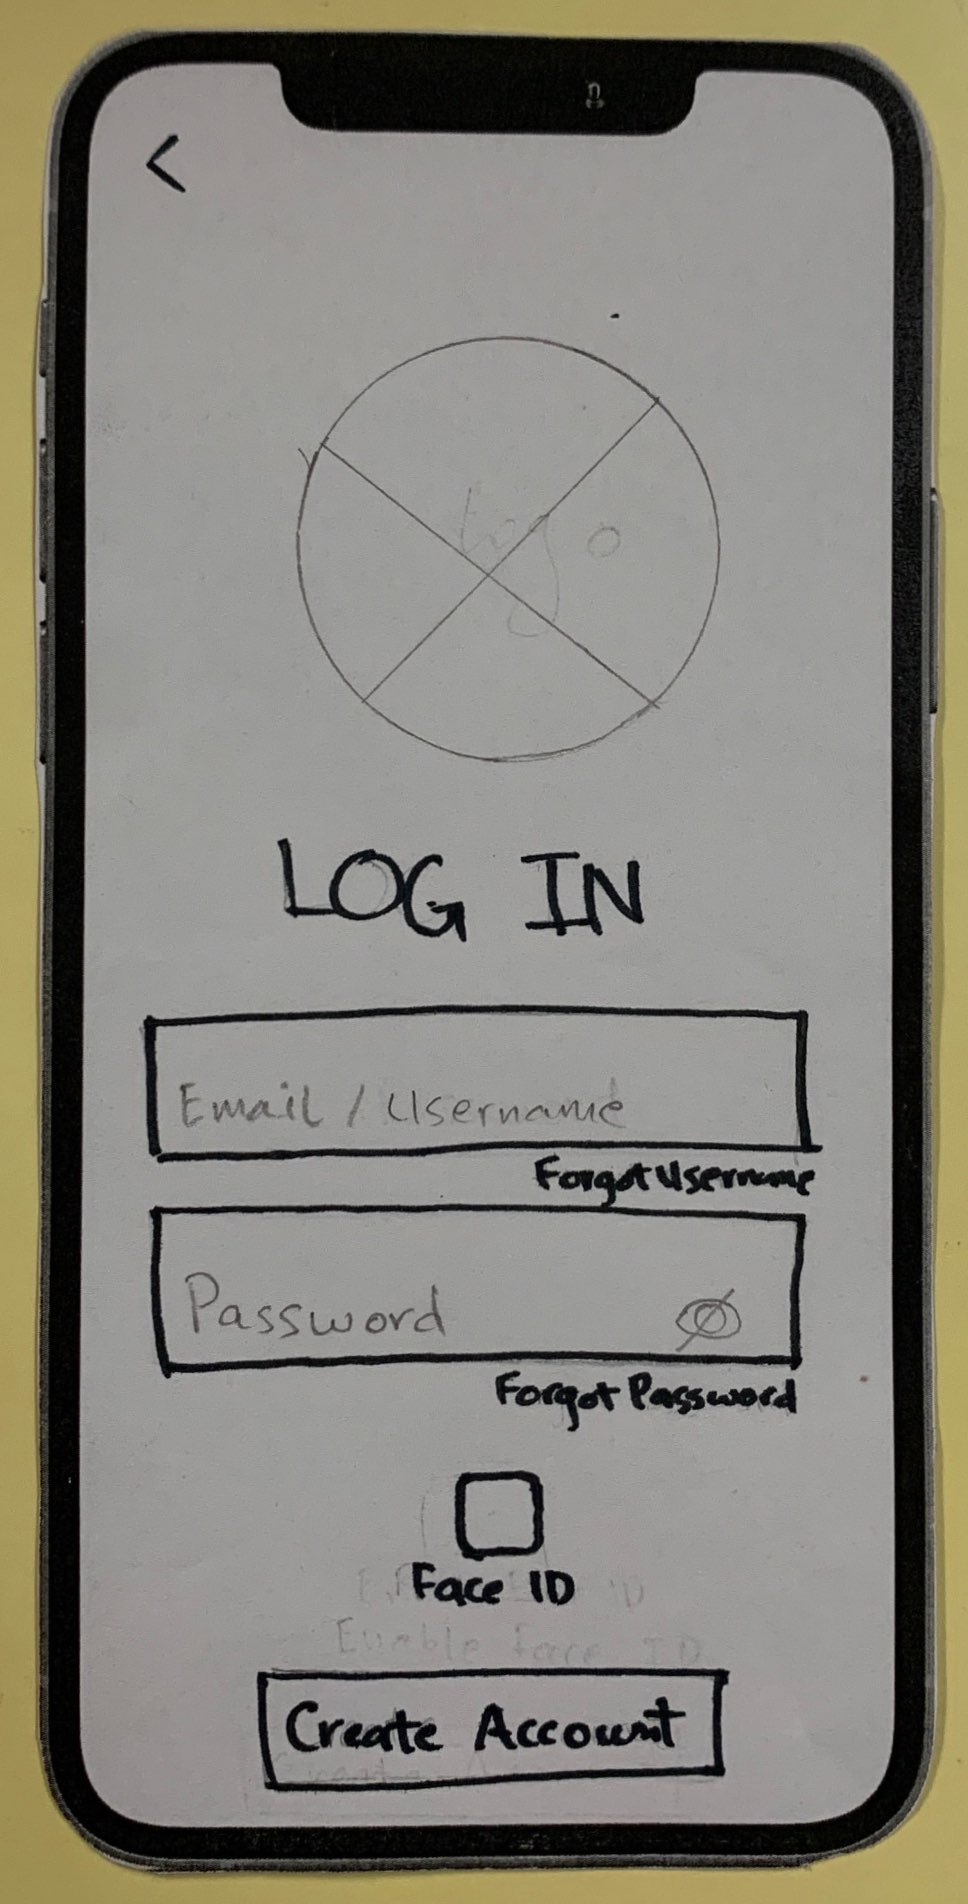 <
logo
LOG IN
Email / Username
Forgot Username
Password
Forgot Password
Face ID
Enable Face ID
Create Account